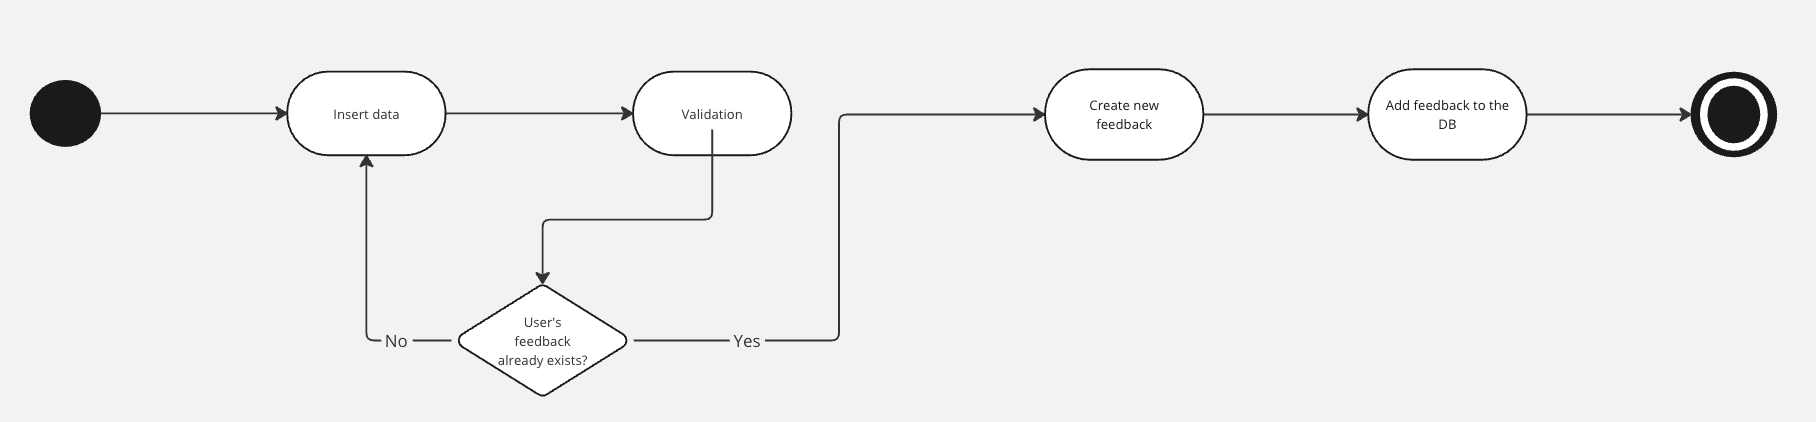 Insert data
Validation
Create new
feedback
Add feedback to the
DB
User's
feedback
already exists?
No
Yes